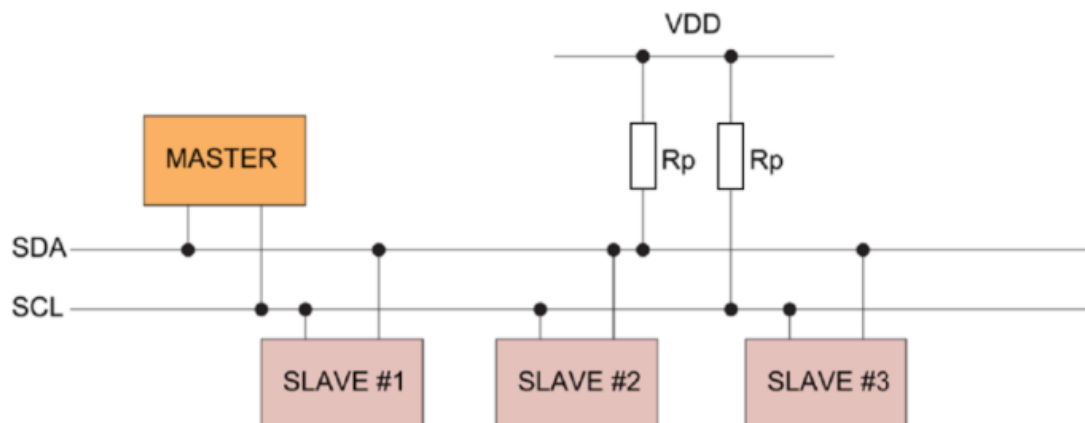 VDD
MASTER
Rp Rp
SDA
SCL
SLAVE #1 SLAVE #2 SLAVE #3